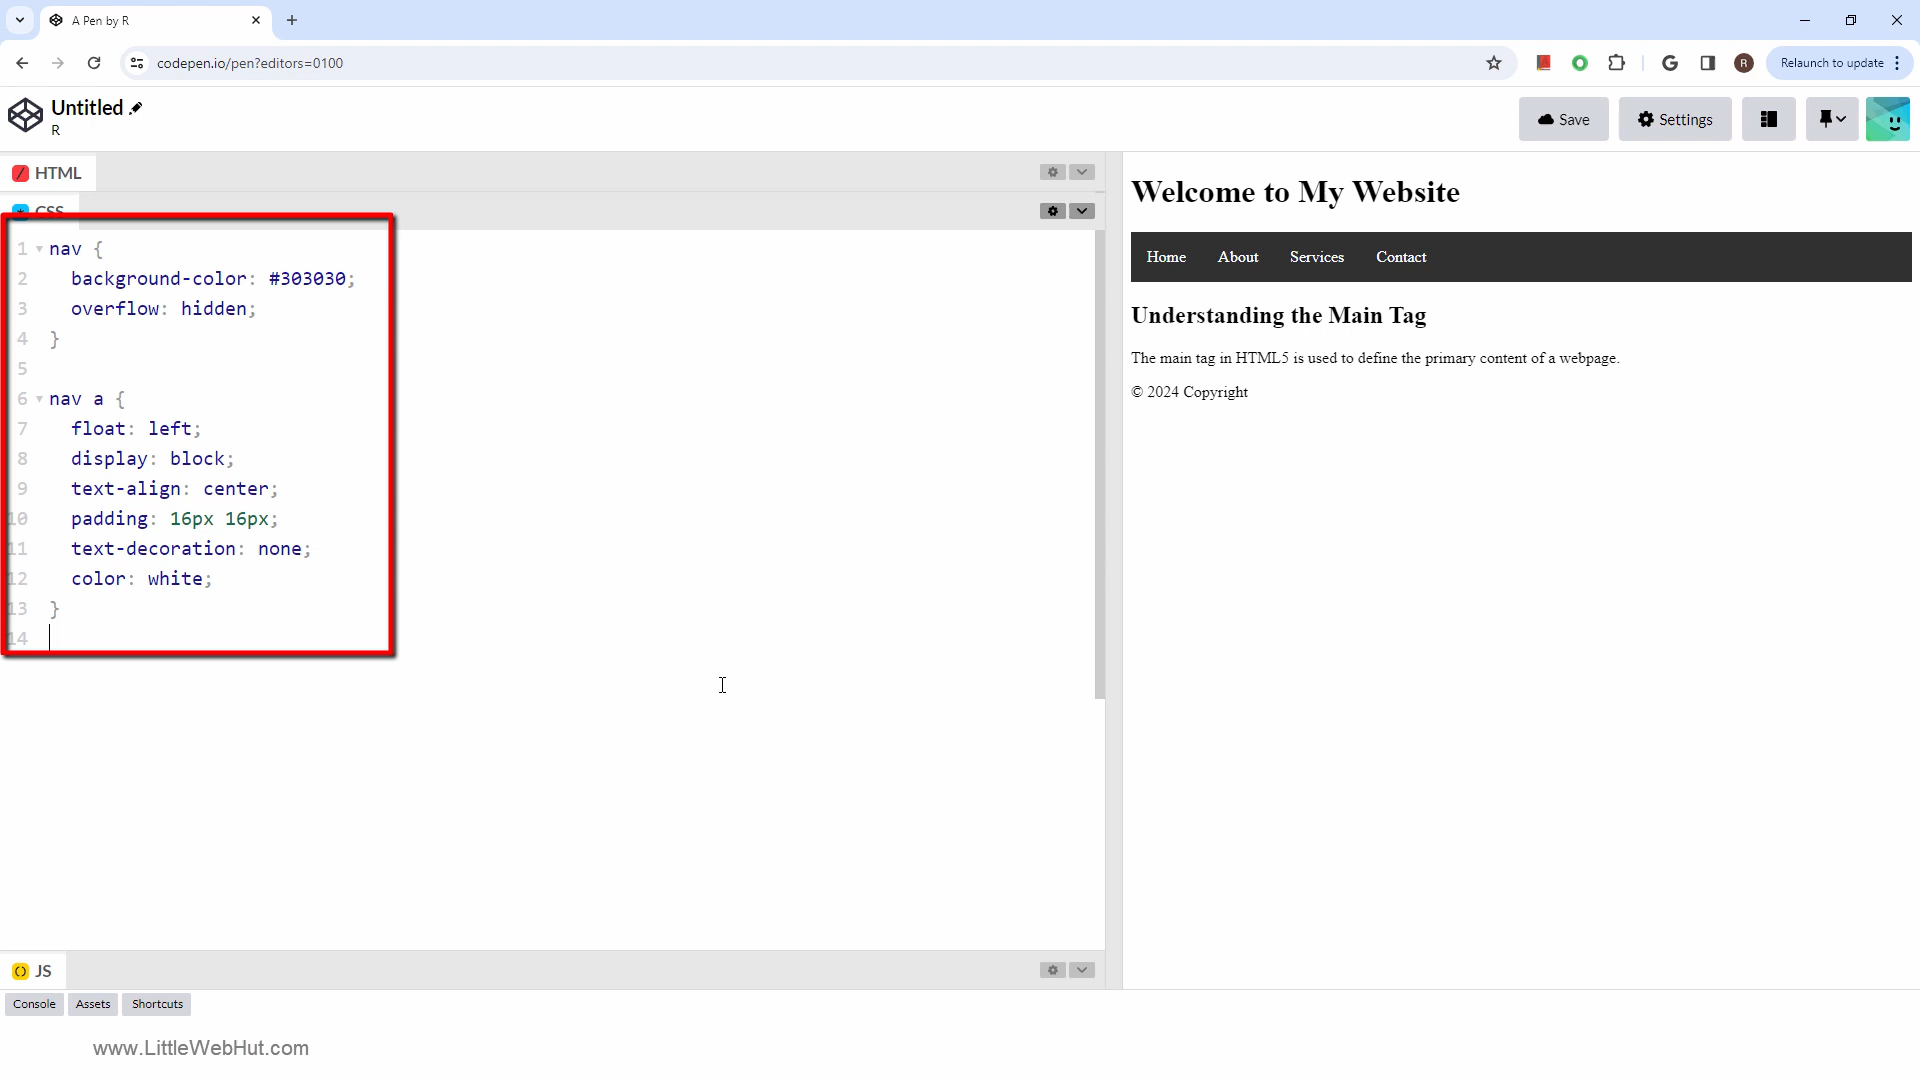 A Pen by R
codepen.io/pen?editors=0100
R
Relaunch to update
Untitled
R
Save
Settings
HTML
CSS
1 nav {
2 background-color: #303030;
3 overflow: hidden;
4 }
5
6 nav a {
7 float: left;
8 display: block;
9 text-align: center;
10 padding: 16px 16px;
11 text-decoration: none;
12 color: white;
13 }
14
JS
Console Assets Shortcuts
www.LittleWebHut.com
Welcome to My Website
Home About Services Contact
Understanding the Main Tag
The main tag in HTML5 is used to define the primary content of a webpage.
© 2024 Copyright